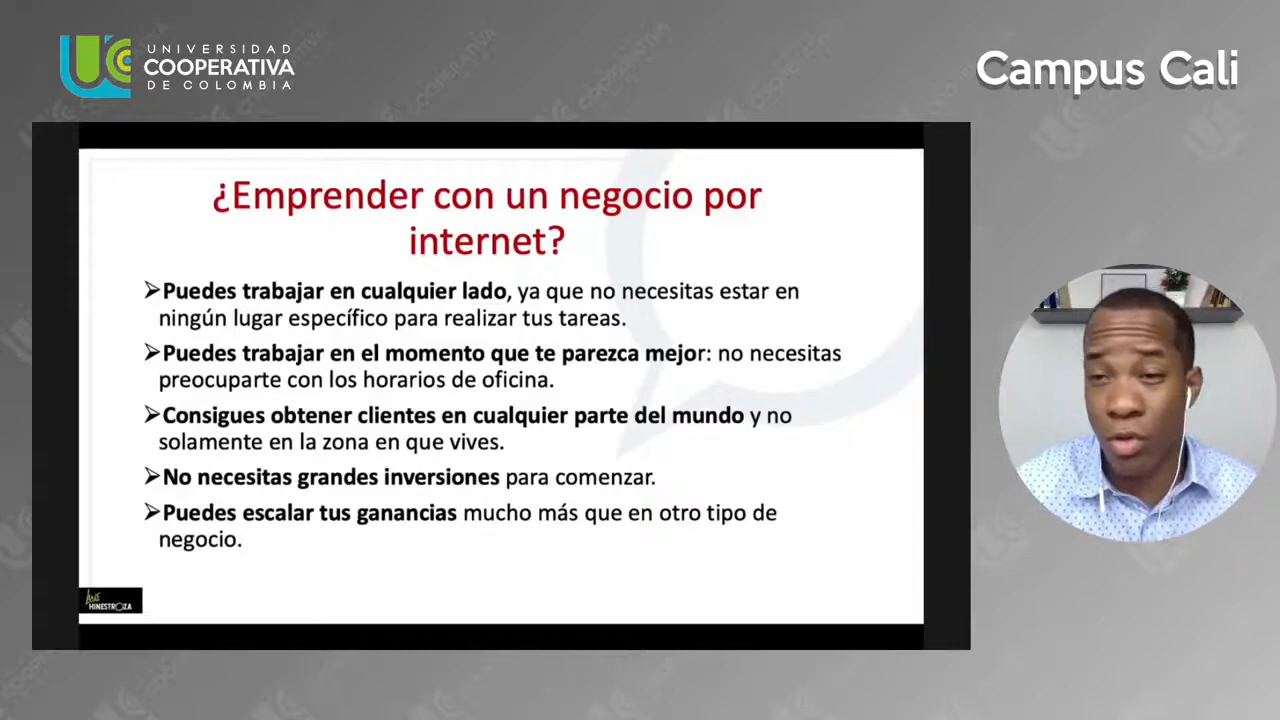 UNIVERSIDAD
COOPERATIVA
DE COLOMBIA
Campus Cali
¿Emprender con un negocio por
internet?
➢Puedes trabajar en cualquier lado, ya que no necesitas estar en
ningún lugar específico para realizar tus tareas.
➢Puedes trabajar en el momento que te parezca mejor: no necesitas
preocuparte con los horarios de oficina.
➢Consigues obtener clientes en cualquier parte del mundo y no
solamente en la zona en que vives.
➢No necesitas grandes inversiones para comenzar.
➢Puedes escalar tus ganancias mucho más que en otro tipo de
negocio.
HINESTROZA